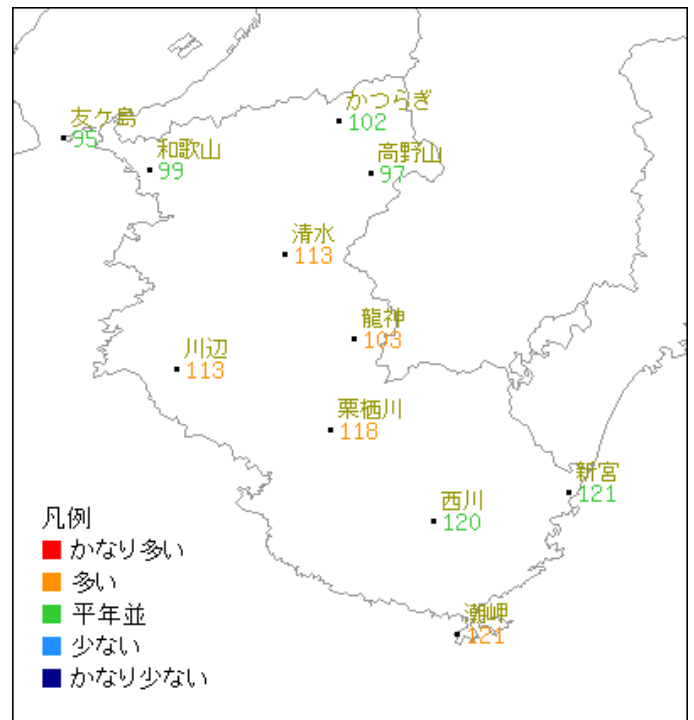 かつらぎ
102
友ケ島
95
和歌山
99
高野山
97
清水
113
龍神
103
川辺
113
栗栖川
118
新宮
121
西川
120
潮岬
121
凡例
かなり多い
多い
平年並
少ない
かなり少ない